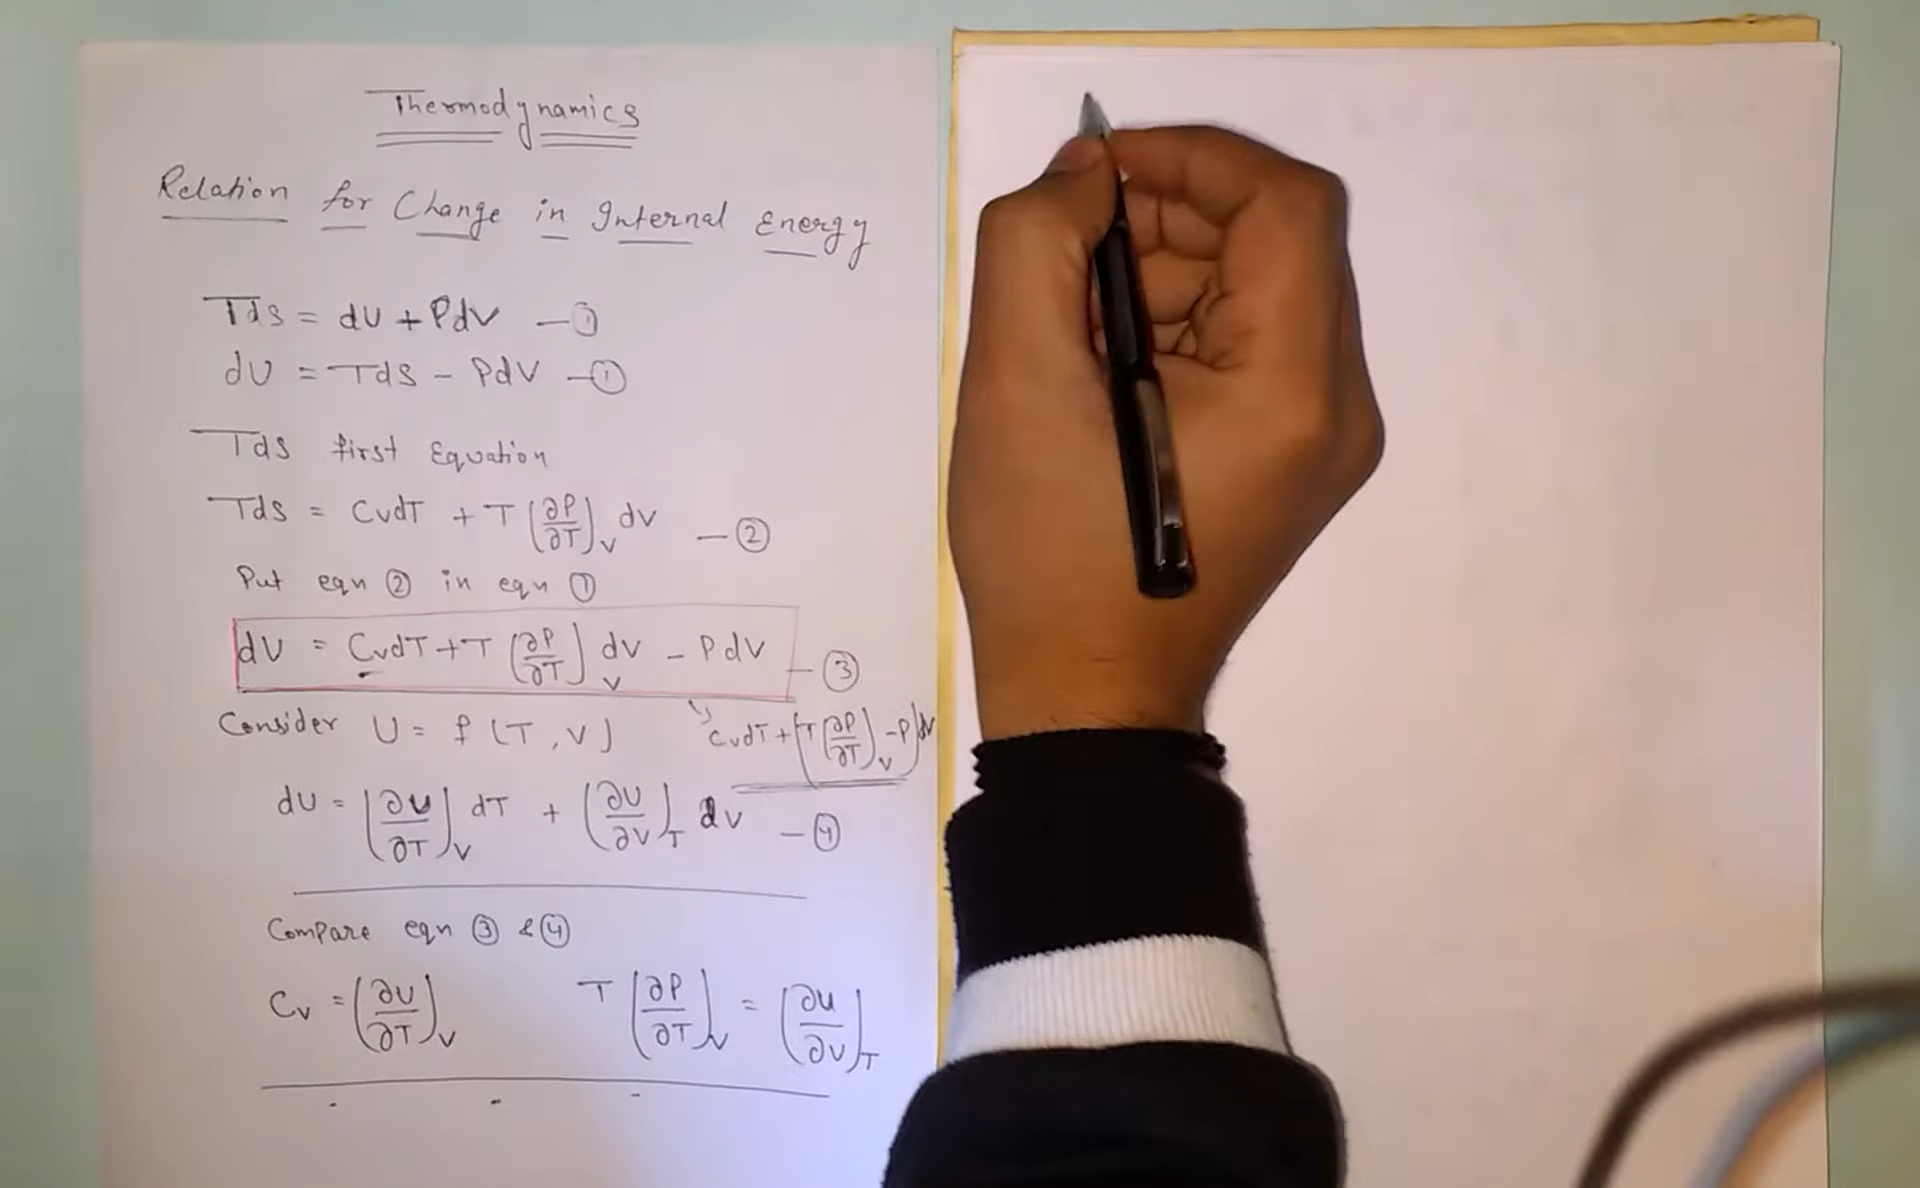 Thermodynamics
Relation for Change in Internal Energy
Tds = dU + PdV — ①
dU = Tds - PdV — ①
Tds first Equation
Tds = CvdT + T (∂P/∂T)v dv — ②
Put eqn ② in eqn ①
dU = CvdT + T (∂P/∂T)v dv - PdV — ③
Consider U = f (T, V)
CvdT + (T (∂P/∂T)v - P) dv
dU = (∂U/∂T)v dT + (∂U/∂V)T dv — ④
Compare eqn ③ & ④
Cv = (∂U/∂T)v T (∂P/∂T)v = (∂U/∂V)T